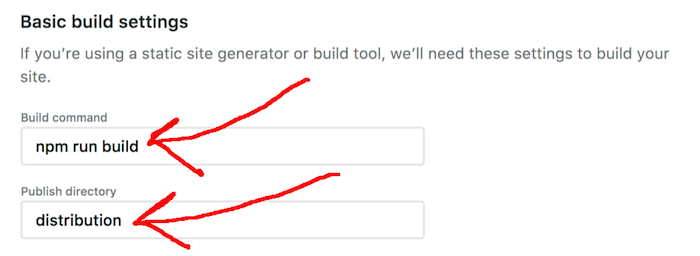 Basic build settings
If you’re using a static site generator or build tool, we’ll need these settings to build your
site.
Build command
npm run build
Publish directory
distribution